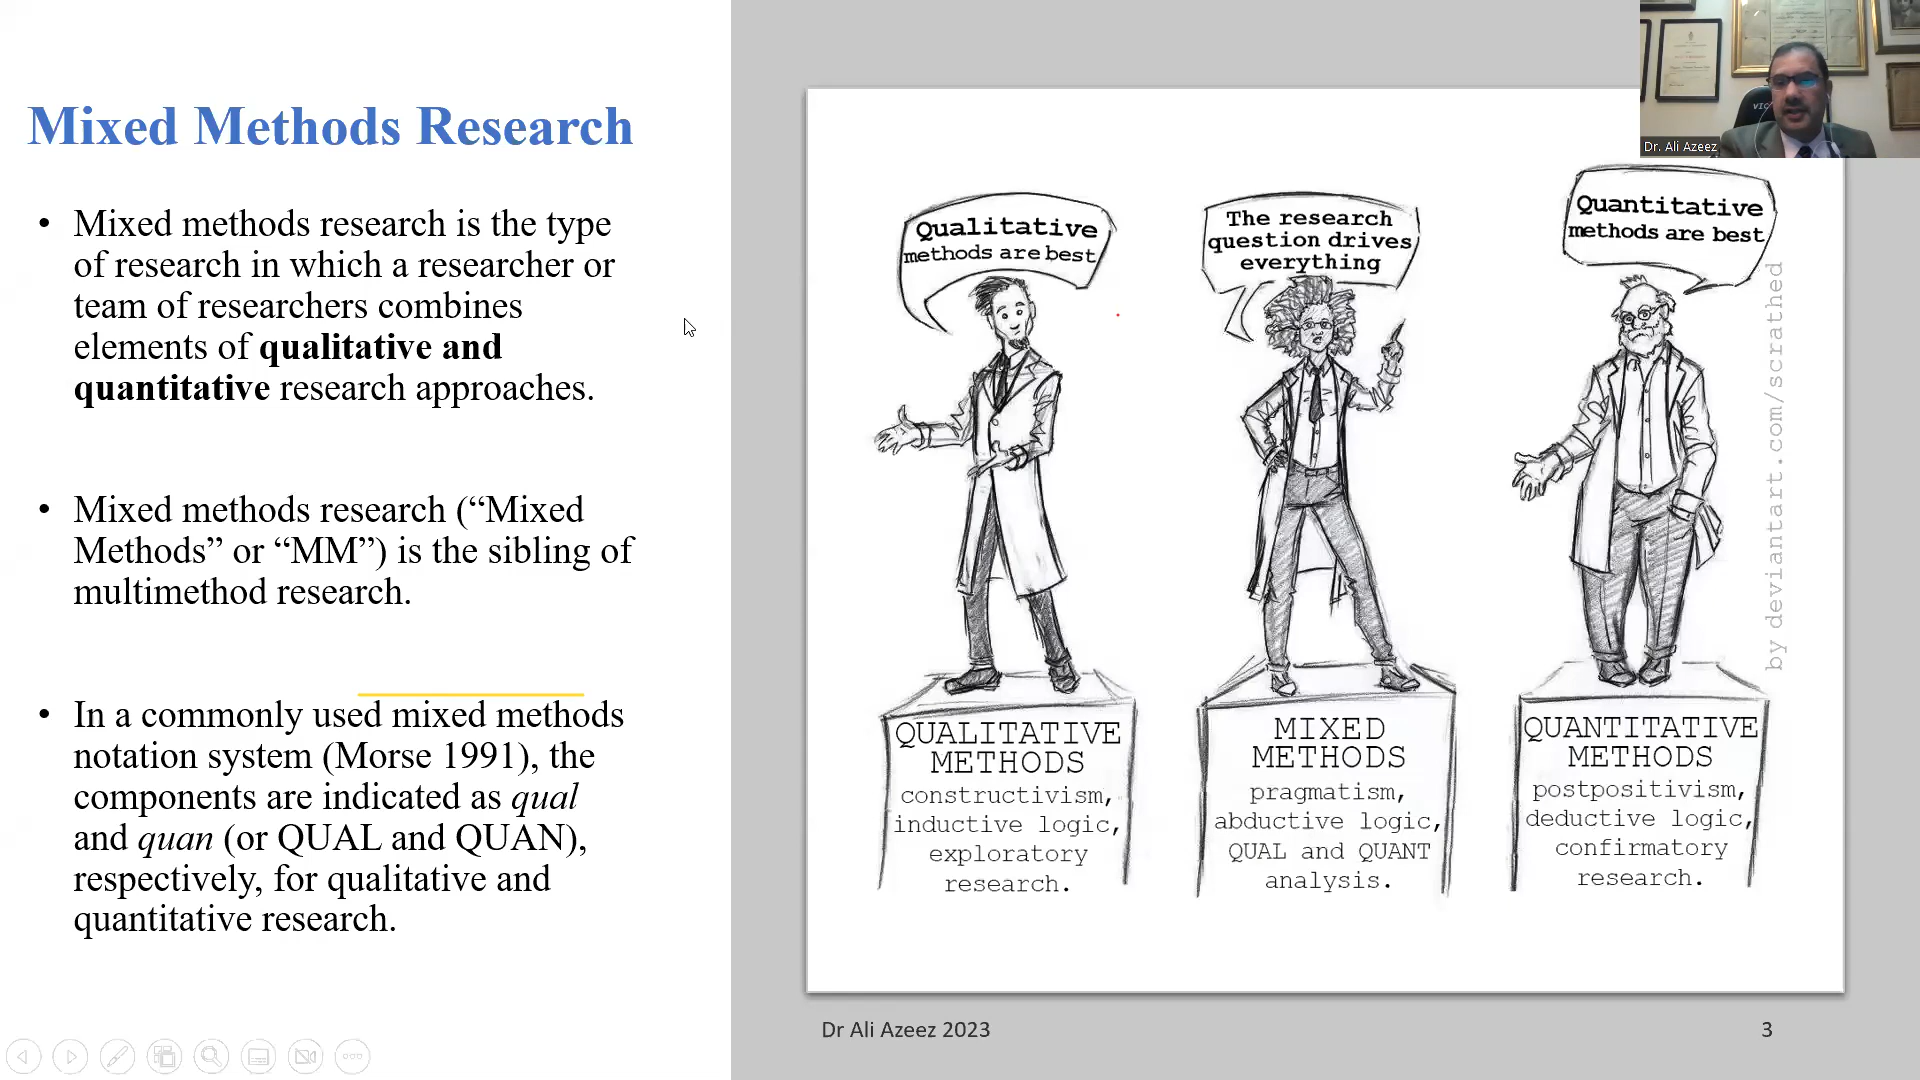 Mixed Methods Research
• Mixed methods research is the type
of research in which a researcher or
team of researchers combines
elements of qualitative and
quantitative research approaches.
• Mixed methods research (“Mixed
Methods” or “MM”) is the sibling of
multimethod research.
• In a commonly used mixed methods
notation system (Morse 1991), the
components are indicated as qual
and quan (or QUAL and QUAN),
respectively, for qualitative and
quantitative research.
Qualitative
methods are best
The research
question drives
everything
Quantitative
methods are best
QUALITATIVE
METHODS
constructivism,
inductive logic,
exploratory
research.
MIXED
METHODS
pragmatism,
abductive logic,
QUAL and QUANT
analysis.
QUANTITATIVE
METHODS
postpositivism,
deductive logic,
confirmatory
research.
by deviantart.com/scrathed
Dr. Ali Azeez
Dr Ali Azeez 2023
3